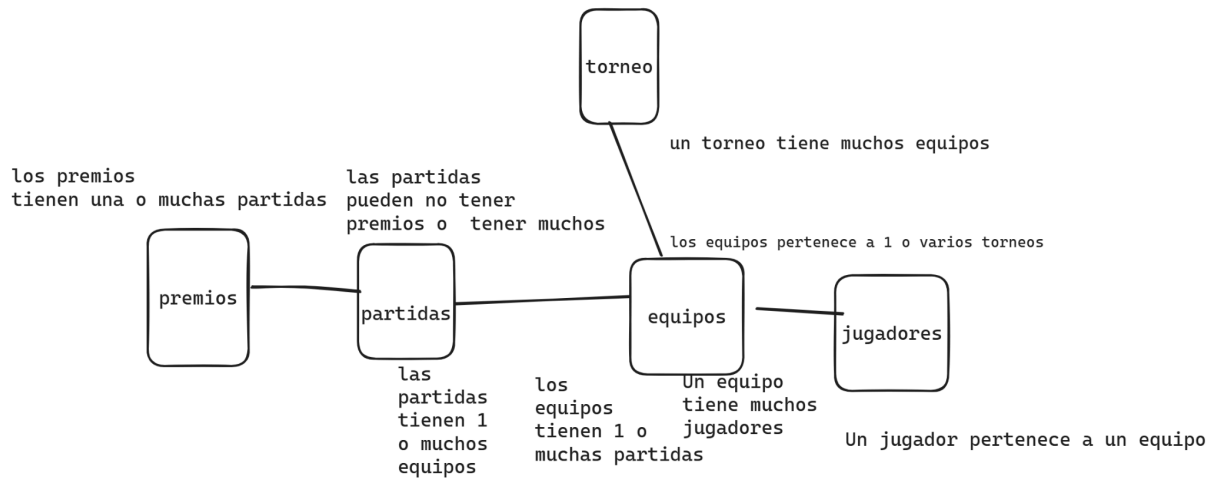 torneo
un torneo tiene muchos equipos
los premios
tienen una o muchas partidas
las partidas
pueden no tener
premios o  tener muchos
los equipos pertenece a 1 o varios torneos
premios
partidas
equipos
jugadores
las
partidas
tienen 1
o muchos
equipos
los
equipos
tienen 1 o
muchas partidas
Un equipo
tiene muchos
jugadores
Un jugador pertenece a un equipo